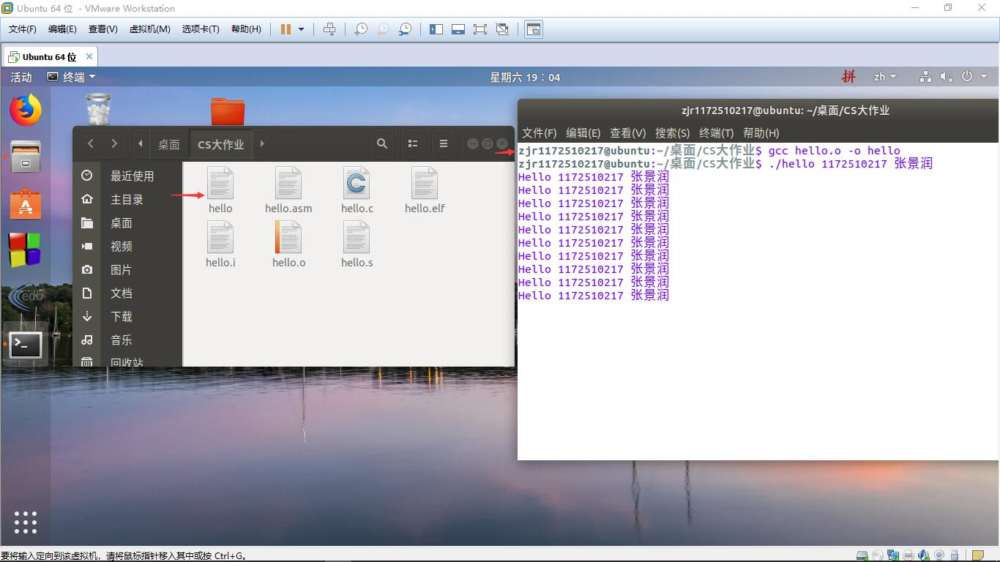 Ubuntu 64 位 - VMware Workstation
文件(F) 编辑(E) 查看(V) 虚拟机(M) 选项卡(T) 帮助(H)
Ubuntu 64 位
活动 终端 星期六 19：04 拼 zh
桌面 CS大作业
最近使用
主目录
桌面
视频
图片
文档
下载
音乐
回收站
hello hello.asm hello.c hello.elf
hello.i hello.o hello.s
edb
zjr1172510217@ubuntu: ~/桌面/CS大作业
文件(F) 编辑(E) 查看(V) 搜索(S) 终端(T) 帮助(H)
zjr1172510217@ubuntu:~/桌面/CS大作业$ gcc hello.o -o hello
zjr1172510217@ubuntu:~/桌面/CS大作业$ ./hello 1172510217 张景润
Hello 1172510217 张景润
Hello 1172510217 张景润
Hello 1172510217 张景润
Hello 1172510217 张景润
Hello 1172510217 张景润
Hello 1172510217 张景润
Hello 1172510217 张景润
Hello 1172510217 张景润
Hello 1172510217 张景润
Hello 1172510217 张景润
要将输入定向到该虚拟机，请将鼠标指针移入其中或按 Ctrl+G。